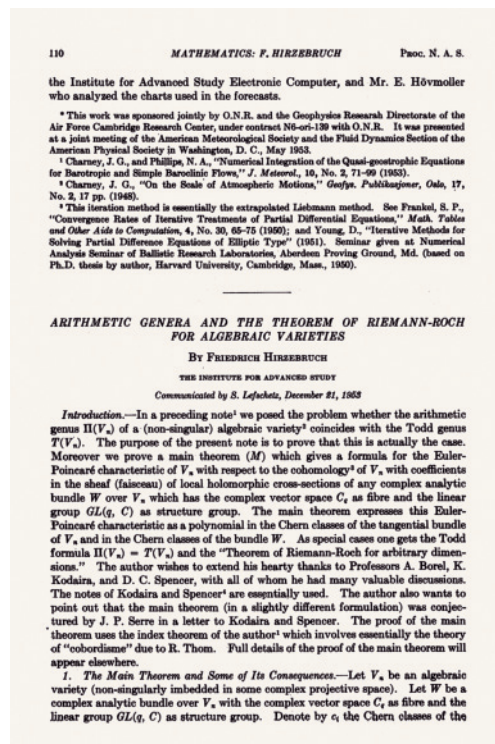 110 MATHEMATICS: F. HIRZEBRUCH PROC. N. A. S.
the Institute for Advanced Study Electronic Computer, and Mr. E. Hövmoller
who analyzed the charts used in the forecasts.
* This work was sponsored jointly by O.N.R. and the Geophysics Research Directorate of the
Air Force Cambridge Research Center, under contract N6-ori-139 with O.N.R. It was presented
at a joint meeting of the American Meteorological Society and the Fluid Dynamics Section of the
American Physical Society in Washington, D. C., May 1953.
¹ Charney, J. G., and Phillips, N. A., "Numerical Integration of the Quasi-geostrophic Equations
for Barotropic and Simple Baroclinic Flows," J. Meteorol., 10, No. 2, 71–99 (1953).
² Charney, J. G., "On the Scale of Atmospheric Motions," Geofys. Publikasjoner, Oslo, 17,
No. 2, 17 pp. (1948).
³ This iteration method is essentially the extrapolated Liebmann method. See Frankel, S. P.,
"Convergence Rates of Iterative Treatments of Partial Differential Equations," Math. Tables
and Other Aids to Computation, 4, No. 30, 65–75 (1950); and Young, D., "Iterative Methods for
Solving Partial Difference Equations of Elliptic Type" (1951). Seminar given at Numerical
Analysis Seminar of Ballistic Research Laboratories, Aberdeen Proving Ground, Md. (based on
Ph.D. thesis by author, Harvard University, Cambridge, Mass., 1950).
ARITHMETIC GENERA AND THE THEOREM OF RIEMANN-ROCH
FOR ALGEBRAIC VARIETIES
BY FRIEDRICH HIRZEBRUCH
THE INSTITUTE FOR ADVANCED STUDY
Communicated by S. Lefschetz, December 21, 1953
Introduction.—In a preceding note¹ we posed the problem whether the arithmetic
genus Π(Vₙ) of a (non-singular) algebraic variety² coincides with the Todd genus
T(Vₙ). The purpose of the present note is to prove that this is actually the case.
Moreover we prove a main theorem (M) which gives a formula for the Euler-
Poincaré characteristic of Vₙ with respect to the cohomology³ of Vₙ with coefficients
in the sheaf (faisceau) of local holomorphic cross-sections of any complex analytic
bundle W over Vₙ which has the complex vector space C_q as fibre and the linear
group GL(q, C) as structure group. The main theorem expresses this Euler-
Poincaré characteristic as a polynomial in the Chern classes of the tangential bundle
of Vₙ and in the Chern classes of the bundle W. As special cases one gets the Todd
formula Π(Vₙ) = T(Vₙ) and the "Theorem of Riemann-Roch for arbitrary dimen-
sions." The author wishes to extend his hearty thanks to Professors A. Borel, K.
Kodaira, and D. C. Spencer, with all of whom he had many valuable discussions.
The notes of Kodaira and Spencer⁴ are essentially used. The author also wants to
point out that the main theorem (in a slightly different formulation) was conjec-
tured by J. P. Serre in a letter to Kodaira and Spencer. The proof of the main
theorem uses the index theorem of the author¹ which involves essentially the theory
of "cobordisme" due to R. Thom. Full details of the proof of the main theorem will
appear elsewhere.
1. The Main Theorem and Some of Its Consequences.—Let Vₙ be an algebraic
variety (non-singularly imbedded in some complex projective space). Let W be a
complex analytic bundle over Vₙ with the complex vector space C_q as fibre and the
linear group GL(q, C) as structure group. Denote by cᵢ the Chern classes of the